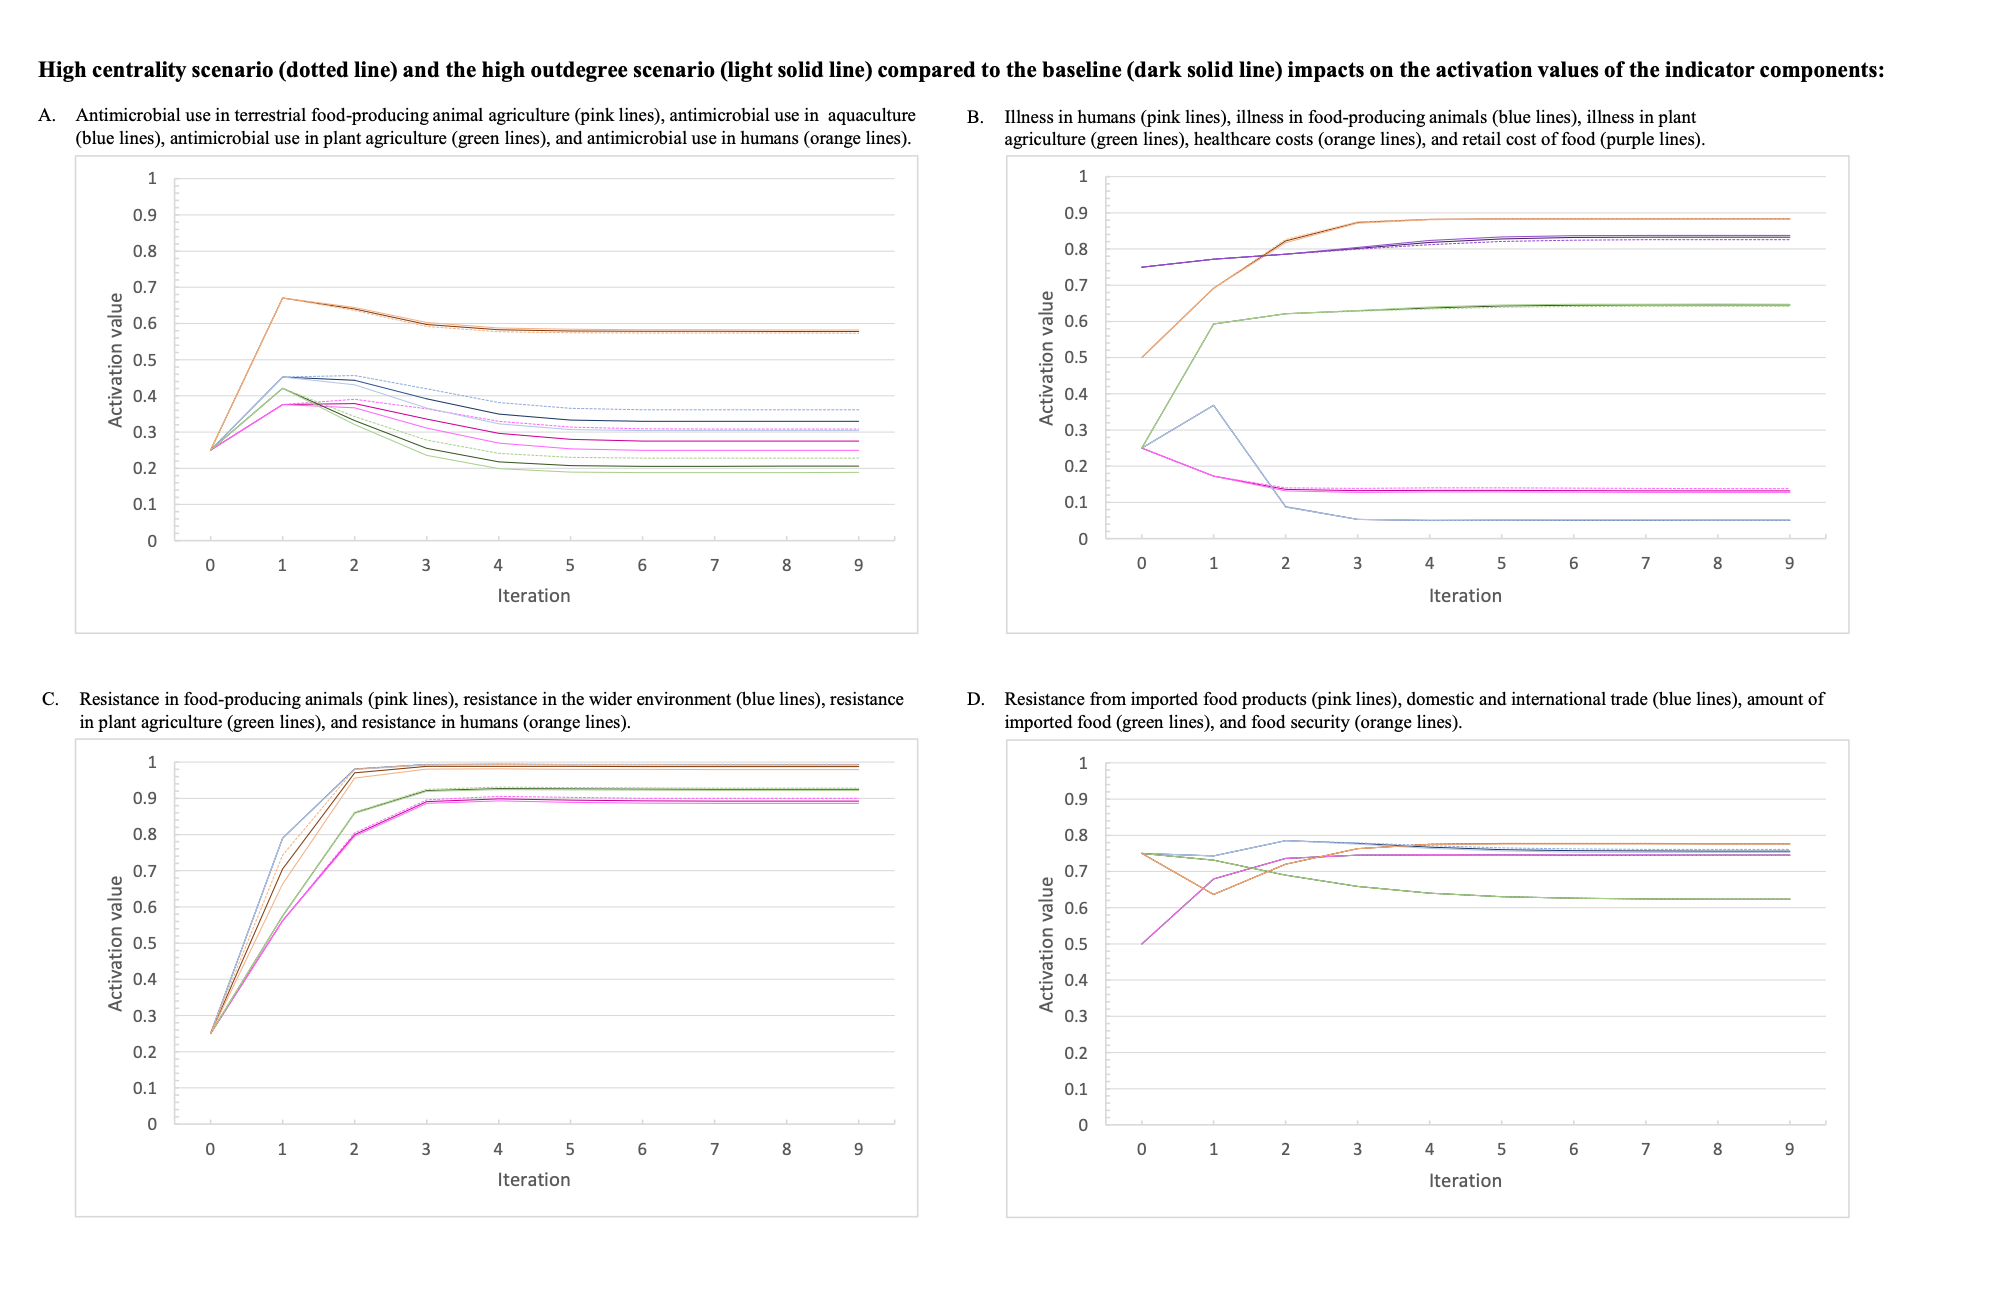 High centrality scenario (dotted line) and the high outdegree scenario (light solid line) compared to the baseline (dark solid line) impacts on the activation values of the indicator components:
A. Antimicrobial use in terrestrial food-producing animal agriculture (pink lines), antimicrobial use in aquaculture
(blue lines), antimicrobial use in plant agriculture (green lines), and antimicrobial use in humans (orange lines).
1
0.9
0.8
0.7
0.6
0.5
0.4
0.3
0.2
0.1
0
Activation value
0 1 2 3 4 5 6 7 8 9
Iteration
B. Illness in humans (pink lines), illness in food-producing animals (blue lines), illness in plant
agriculture (green lines), healthcare costs (orange lines), and retail cost of food (purple lines).
1
0.9
0.8
0.7
0.6
0.5
0.4
0.3
0.2
0.1
0
Activation value
0 1 2 3 4 5 6 7 8 9
Iteration
C. Resistance in food-producing animals (pink lines), resistance in the wider environment (blue lines), resistance
in plant agriculture (green lines), and resistance in humans (orange lines).
1
0.9
0.8
0.7
0.6
0.5
0.4
0.3
0.2
0.1
0
Activation value
0 1 2 3 4 5 6 7 8 9
Iteration
D. Resistance from imported food products (pink lines), domestic and international trade (blue lines), amount of
imported food (green lines), and food security (orange lines).
1
0.9
0.8
0.7
0.6
0.5
0.4
0.3
0.2
0.1
0
Activation value
0 1 2 3 4 5 6 7 8 9
Iteration